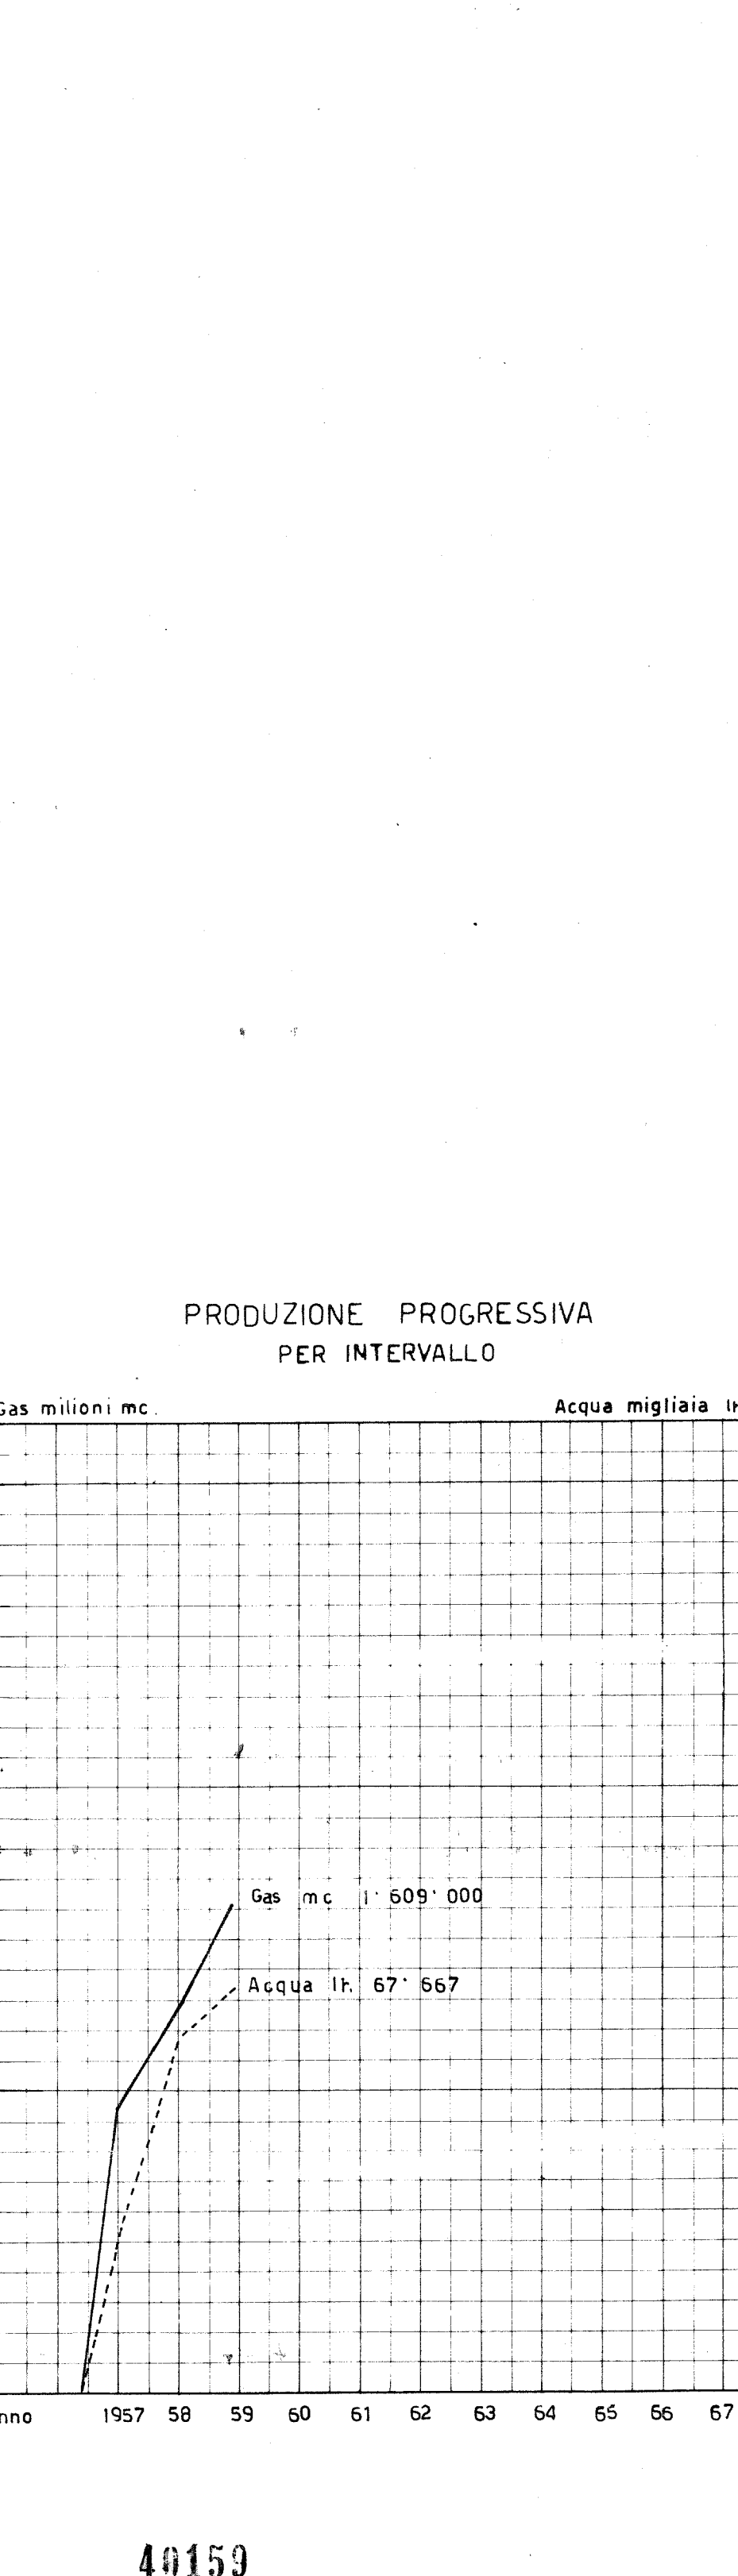 PRODUZIONE PROGRESSIVA
PER INTERVALLO
Gas milioni mc.
Acqua migliaia lt
Gas mc 1'609'000
Acqua lt. 67'667
nno 1957 58 59 60 61 62 63 64 65 66 67
40159